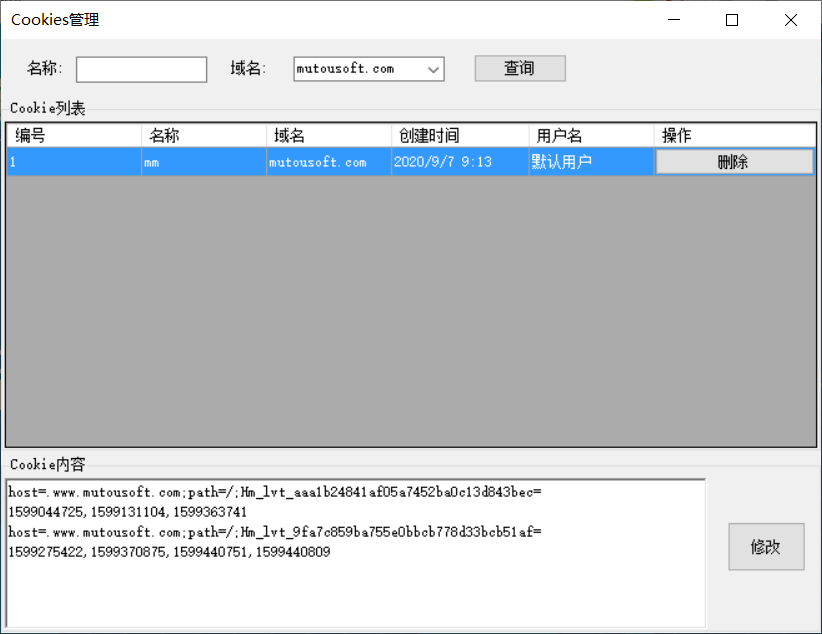 Cookies管理
名称: 域名: mutousoft.com 查询
Cookie列表
编号 名称 域名 创建时间 用户名 操作
1 mm mutousoft.com 2020/9/7 9:13 默认用户 删除
Cookie内容
host=.www.mutousoft.com;path=/;Hm_lvt_aaa1b24841af05a7452ba0c13d843bec=
1599044725,1599131104,1599363741
host=.www.mutousoft.com;path=/;Hm_lvt_9fa7c859ba755e0bbcb778d33bcb51af=
1599275422,1599370875,1599440751,1599440809
修改